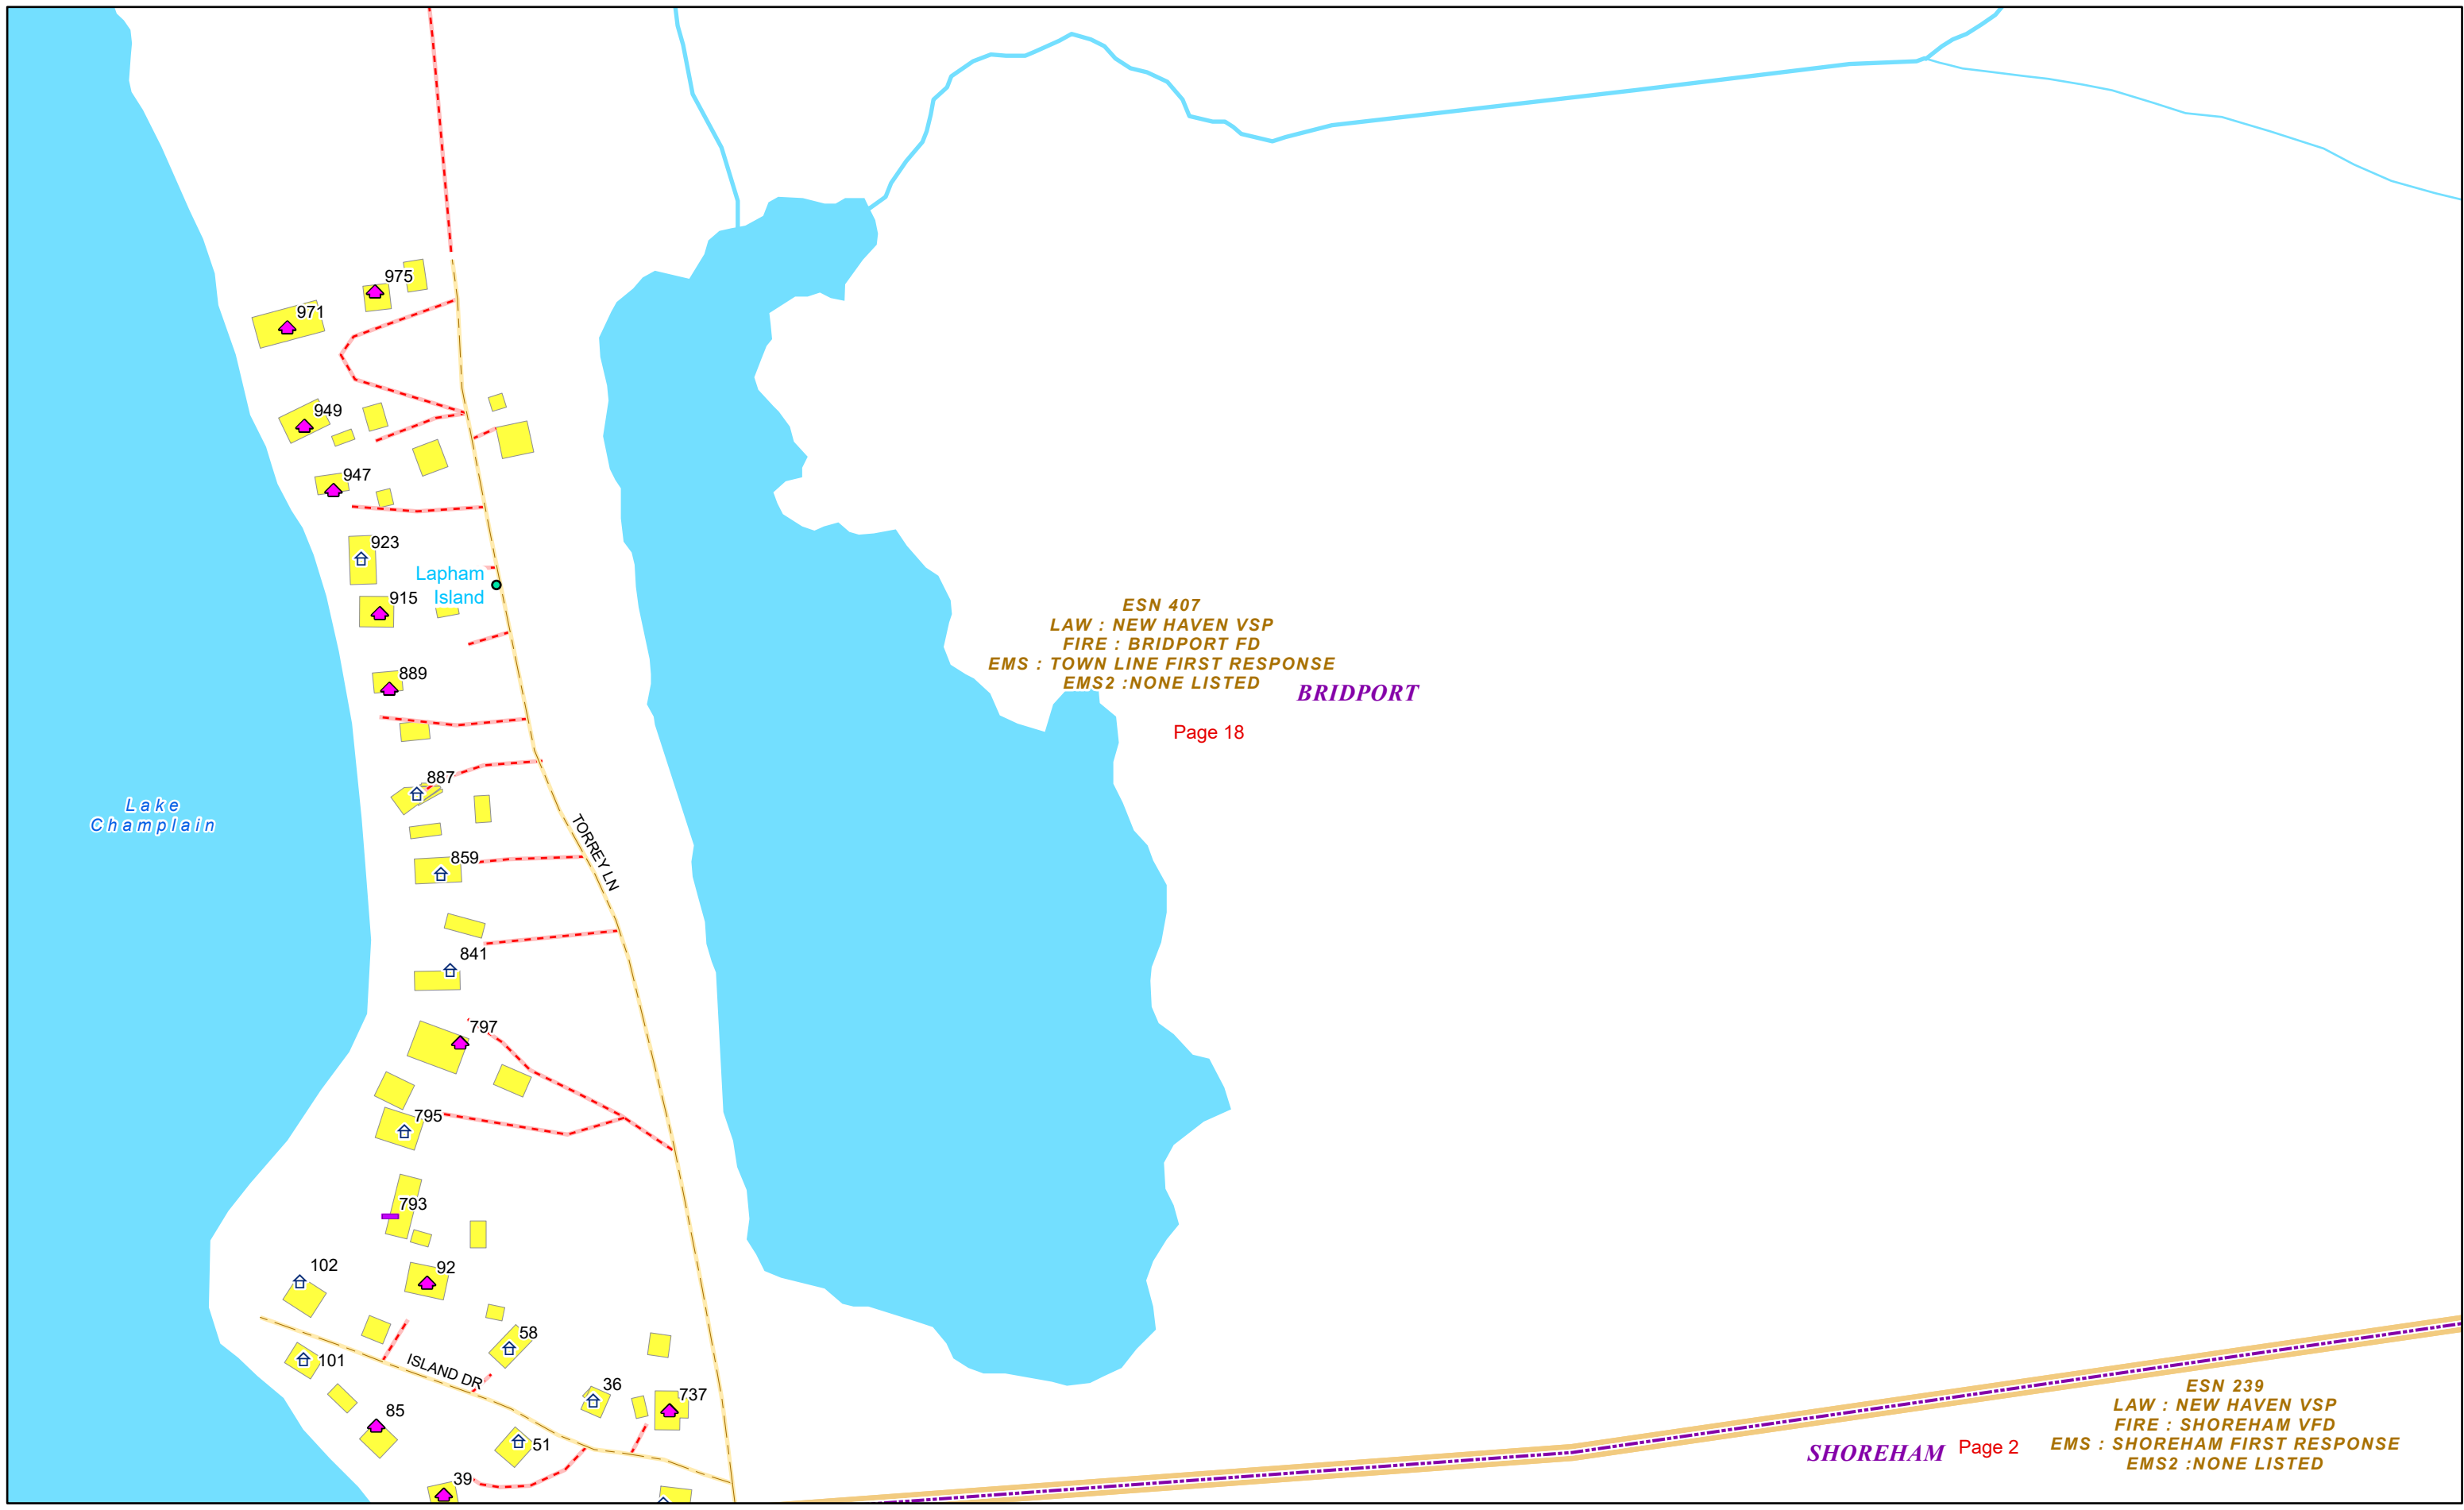 975
971
949
947
923
Lapham
Island
915
889
887
859
841
797
795
793
102
92
58
101
36
737
85
51
39
TORREY LN
ISLAND DR
Lake
Champlain
ESN 407
LAW : NEW HAVEN VSP
FIRE : BRIDPORT FD
EMS : TOWN LINE FIRST RESPONSE
EMS2 :NONE LISTED
BRIDPORT
Page 18
SHOREHAM
Page 2
ESN 239
LAW : NEW HAVEN VSP
FIRE : SHOREHAM VFD
EMS : SHOREHAM FIRST RESPONSE
EMS2 :NONE LISTED